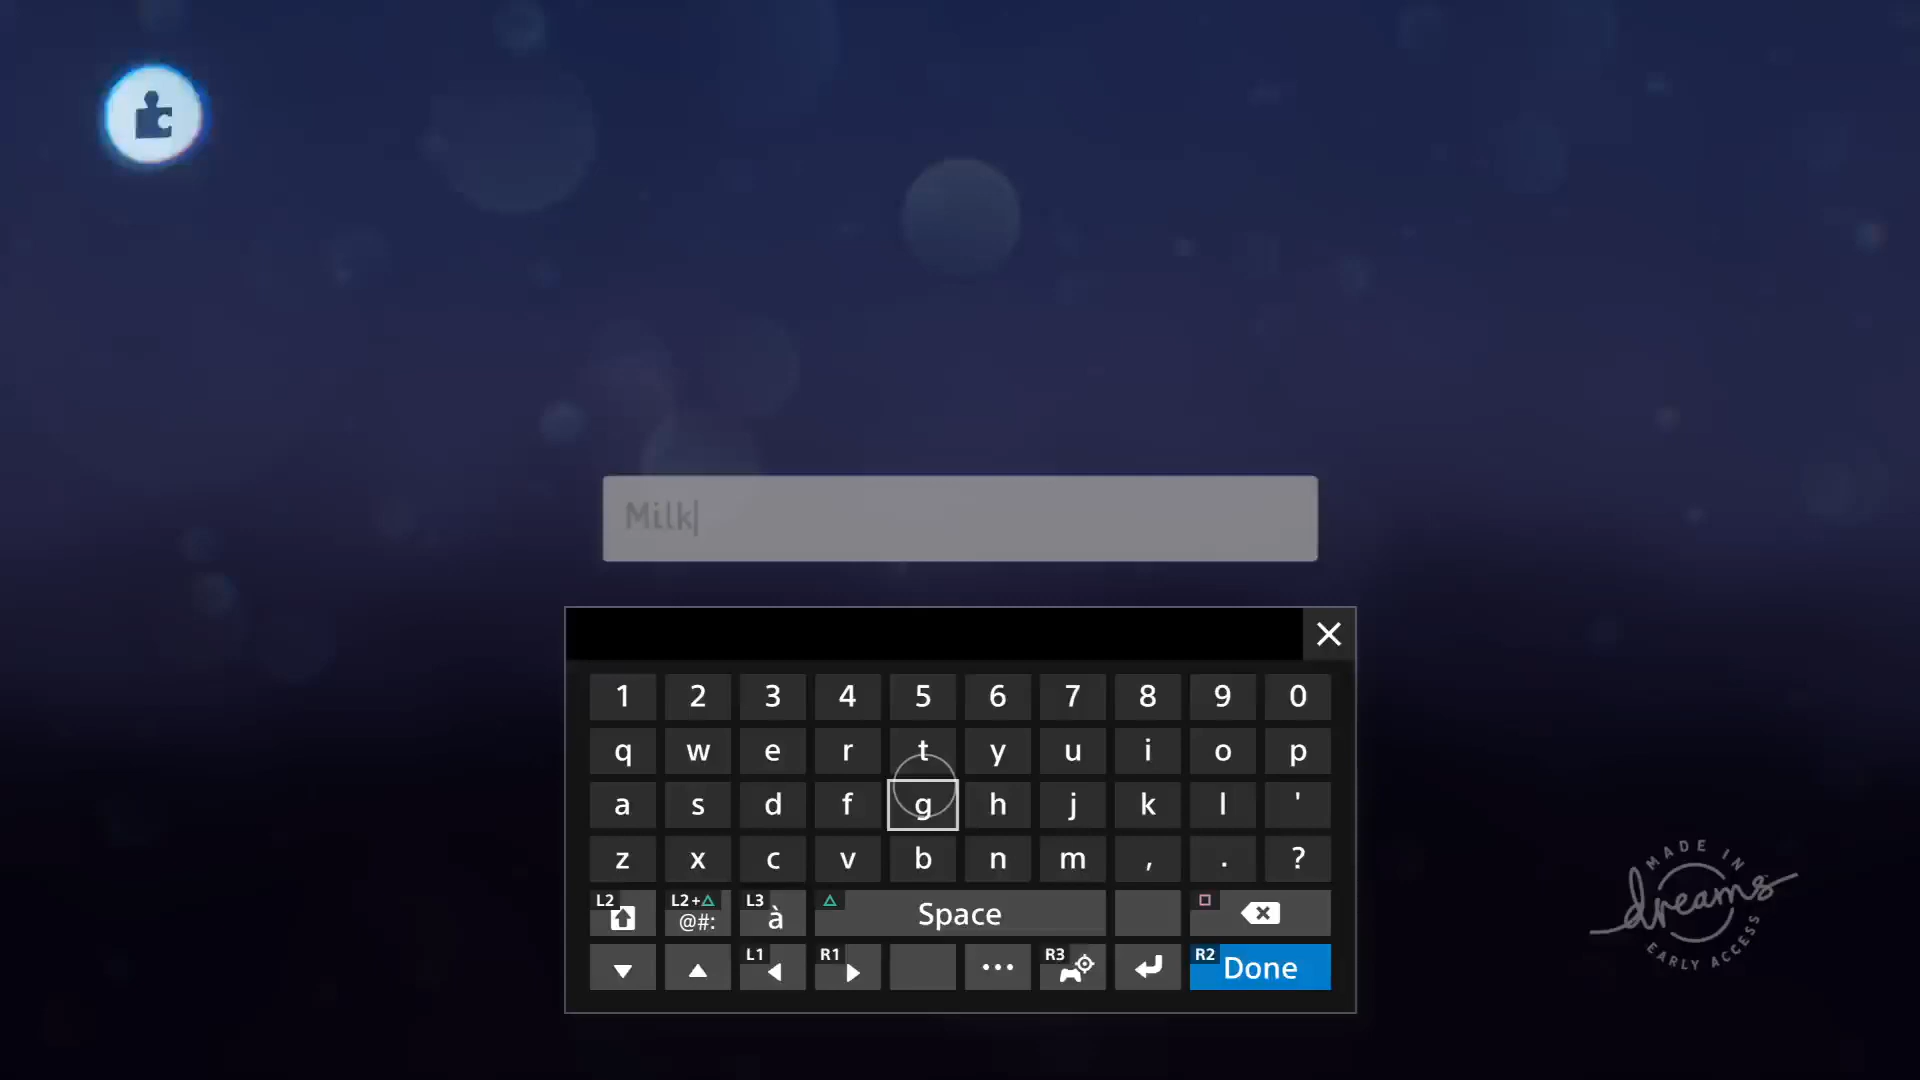 Milk
1 2 3 4 5 6 7 8 9 0
q w e r t y u i o p
a s d f g h j k l '
z x c v b n m , . ?
L2 L2+△ @#: L3 à △ Space □
L1 R1 ... R3 R2 Done
MADE IN
dreams
EARLY ACCESS